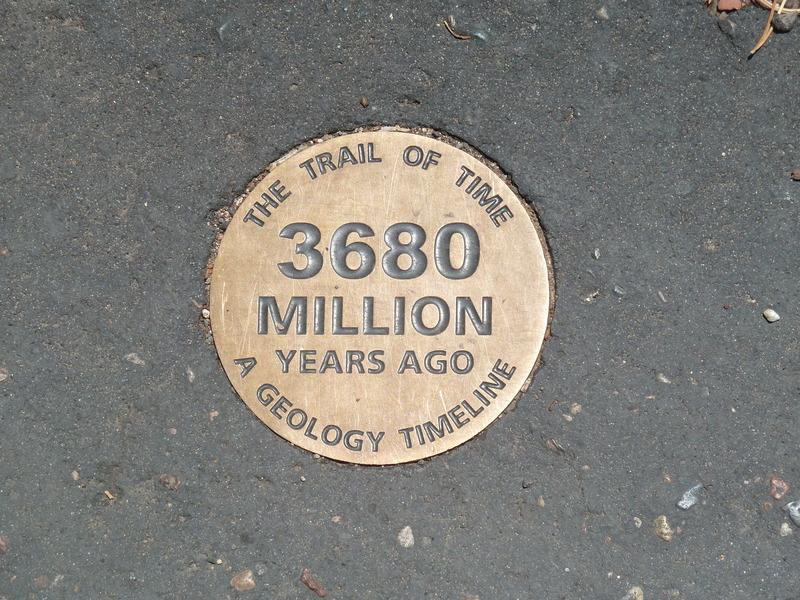 THE TRAIL OF TIME
3680
MILLION
YEARS AGO
A GEOLOGY TIMELINE